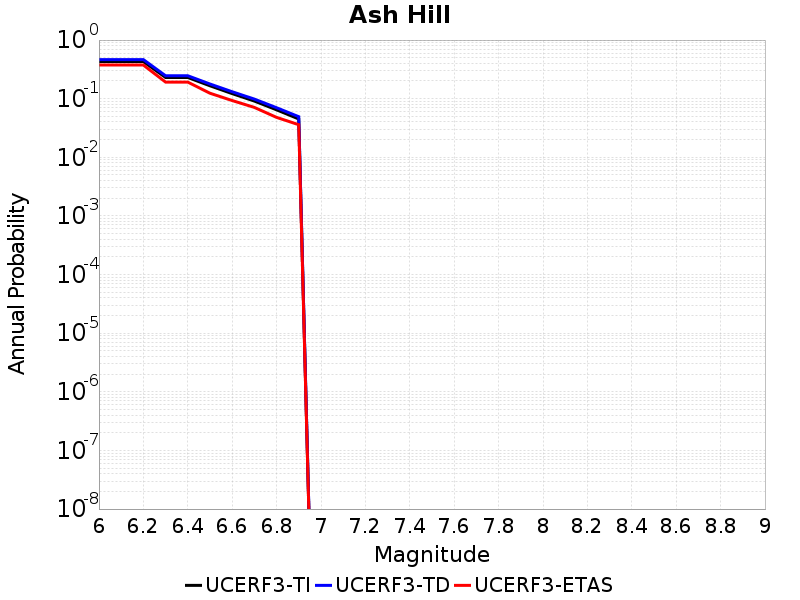 Ash Hill
Annual Probability
10^0
10^-1
10^-2
10^-3
10^-4
10^-5
10^-6
10^-7
10^-8
6 6.2 6.4 6.6 6.8 7 7.2 7.4 7.6 7.8 8 8.2 8.4 8.6 8.8 9
Magnitude
UCERF3-TI UCERF3-TD UCERF3-ETAS